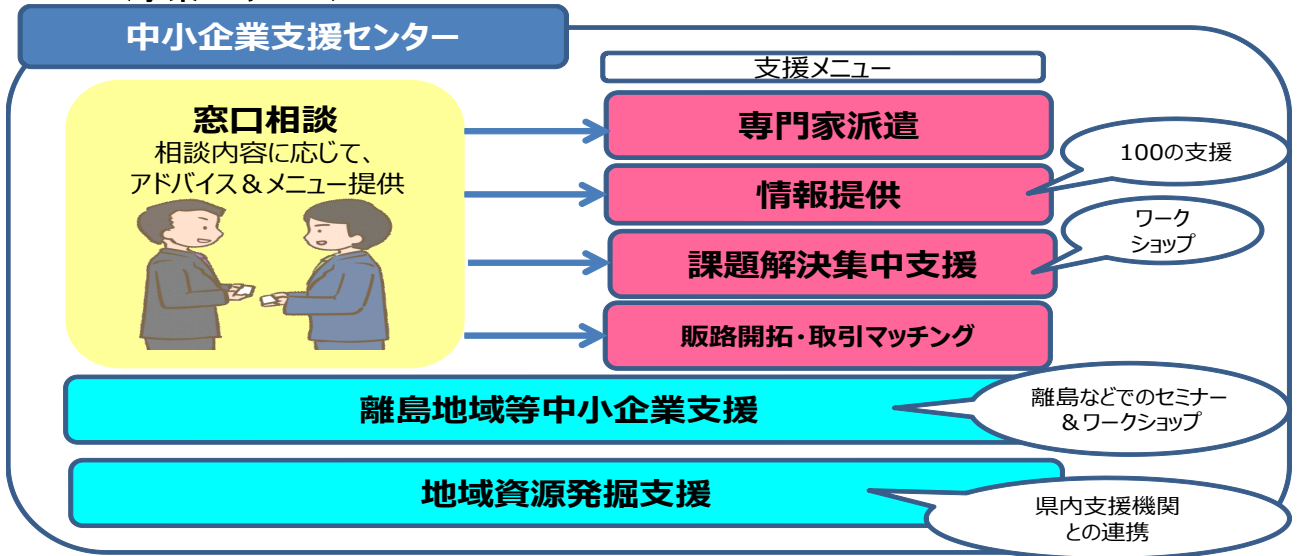 中小企業支援センター
支援メニュー
窓口相談
相談内容に応じて、
アドバイス＆メニュー提供
専門家派遣
100の支援
情報提供
ワーク
ショップ
課題解決集中支援
販路開拓・取引マッチング
離島地域等中小企業支援
離島などでのセミナー
＆ワークショップ
地域資源発掘支援
県内支援機関
との連携